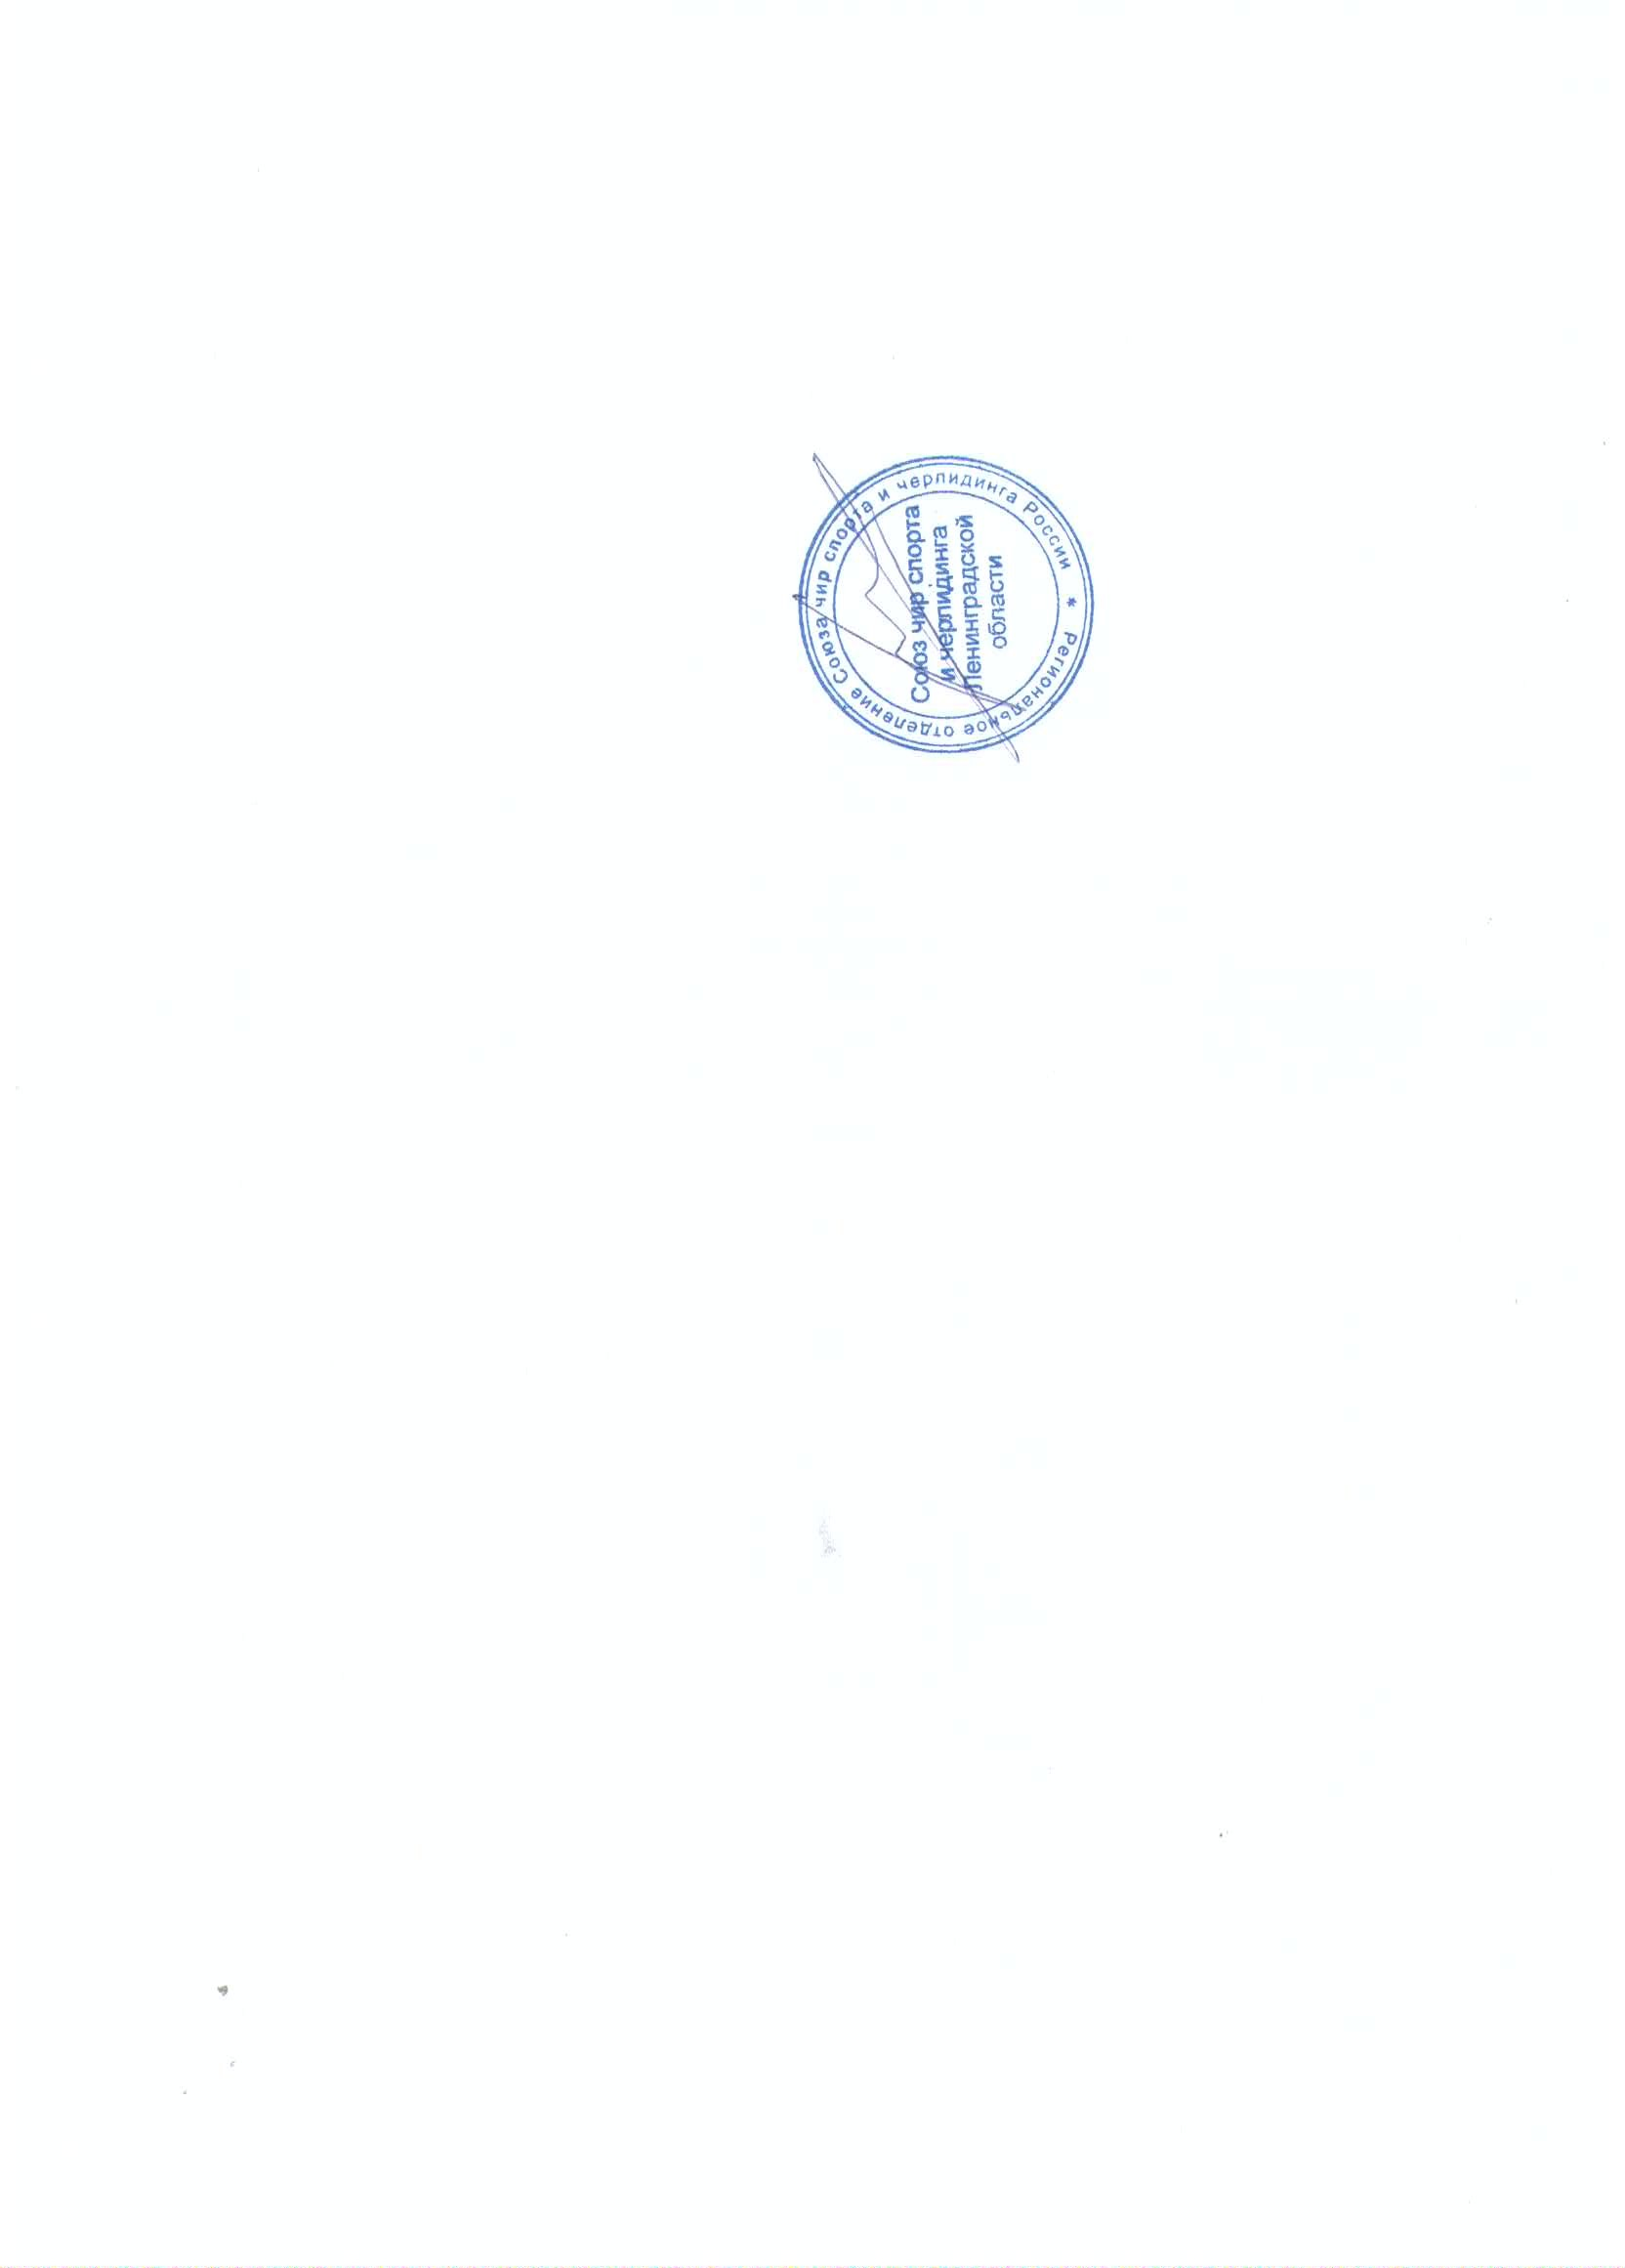 Региональное отделение Союза чир спорта и черлидинга России *
Союз чир спорта
и черлидинга
Ленинградской
области